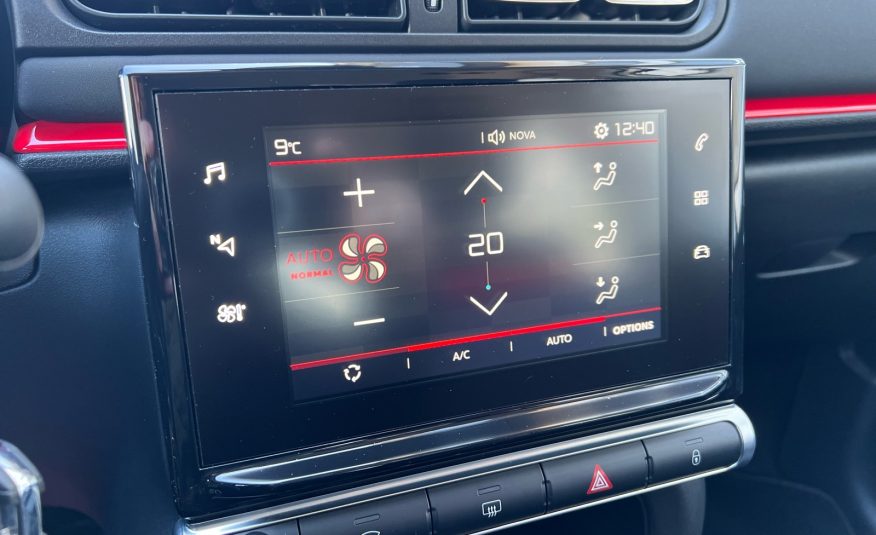 9°C NOVA 12:40
N
AUTO 20
NORMAL
A/C AUTO OPTIONS